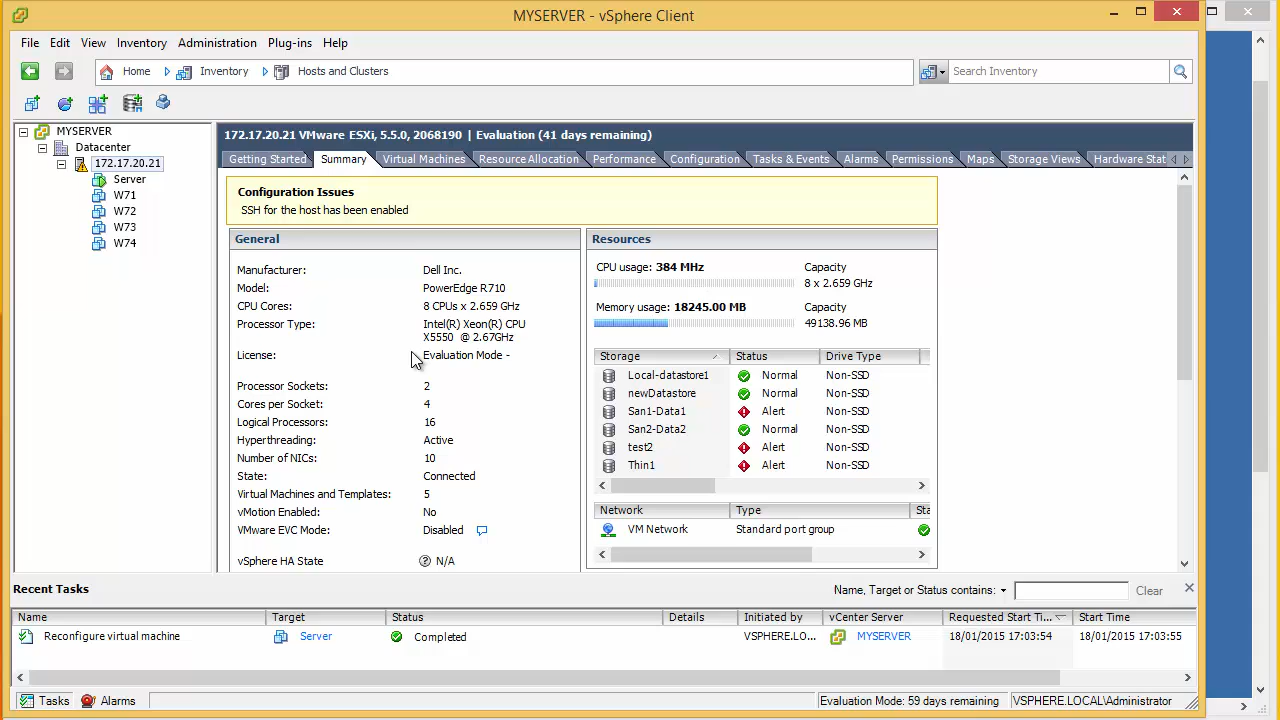 MYSERVER - vSphere Client
File Edit View Inventory Administration Plug-ins Help
Home Inventory Hosts and Clusters Search Inventory
MYSERVER
Datacenter
172.17.20.21
Server
W71
W72
W73
W74
172.17.20.21 VMware ESXi, 5.5.0, 2068190 | Evaluation (41 days remaining)
Getting Started Summary Virtual Machines Resource Allocation Performance Configuration Tasks & Events Alarms Permissions Maps Storage Views Hardware Stat
Configuration Issues
SSH for the host has been enabled
General
Manufacturer: Dell Inc.
Model: PowerEdge R710
CPU Cores: 8 CPUs x 2.659 GHz
Processor Type: Intel(R) Xeon(R) CPU
X5550 @ 2.67GHz
License: Evaluation Mode -
Processor Sockets: 2
Cores per Socket: 4
Logical Processors: 16
Hyperthreading: Active
Number of NICs: 10
State: Connected
Virtual Machines and Templates: 5
vMotion Enabled: No
VMware EVC Mode: Disabled
vSphere HA State N/A
Resources
CPU usage: 384 MHz Capacity
8 x 2.659 GHz
Memory usage: 18245.00 MB Capacity
49138.96 MB
Storage Status Drive Type
Local-datastore1 Normal Non-SSD
newDatastore Normal Non-SSD
San1-Data1 Alert Non-SSD
San2-Data2 Normal Non-SSD
test2 Alert Non-SSD
Thin1 Alert Non-SSD
Network Type Sta
VM Network Standard port group
Recent Tasks Name, Target or Status contains: Clear
Name Target Status Details Initiated by vCenter Server Requested Start Ti... Start Time
Reconfigure virtual machine Server Completed VSPHERE.LO... MYSERVER 18/01/2015 17:03:54 18/01/2015 17:03:55
Tasks Alarms Evaluation Mode: 59 days remaining VSPHERE.LOCAL\Administrator